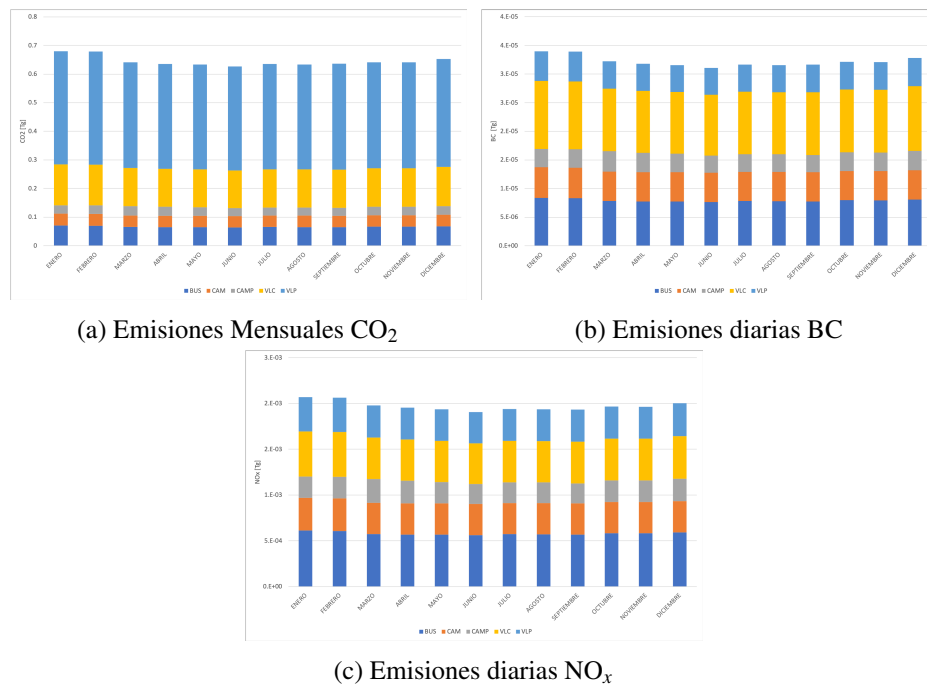 0.8
0.7
0.6
0.5
0.4
0.3
0.2
0.1
0
CO2 [Tg]
ENERO FEBRERO MARZO ABRIL MAYO JUNIO JULIO AGOSTO SEPTIEMBRE OCTUBRE NOVIEMBRE DICIEMBRE
BUS CAM CAMP VLC VLP
(a) Emisiones Mensuales CO₂
4.E-05
4.E-05
3.E-05
3.E-05
2.E-05
2.E-05
1.E-05
5.E-06
0.E+00
BC [Tg]
ENERO FEBRERO MARZO ABRIL MAYO JUNIO JULIO AGOSTO SEPTIEMBRE OCTUBRE NOVIEMBRE DICIEMBRE
BUS CAM CAMP VLC VLP
(b) Emisiones diarias BC
3.E-03
2.E-03
2.E-03
1.E-03
5.E-04
0.E+00
NOx [Tg]
ENERO FEBRERO MARZO ABRIL MAYO JUNIO JULIO AGOSTO SEPTIEMBRE OCTUBRE NOVIEMBRE DICIEMBRE
BUS CAM CAMP VLC VLP
(c) Emisiones diarias NOₓ